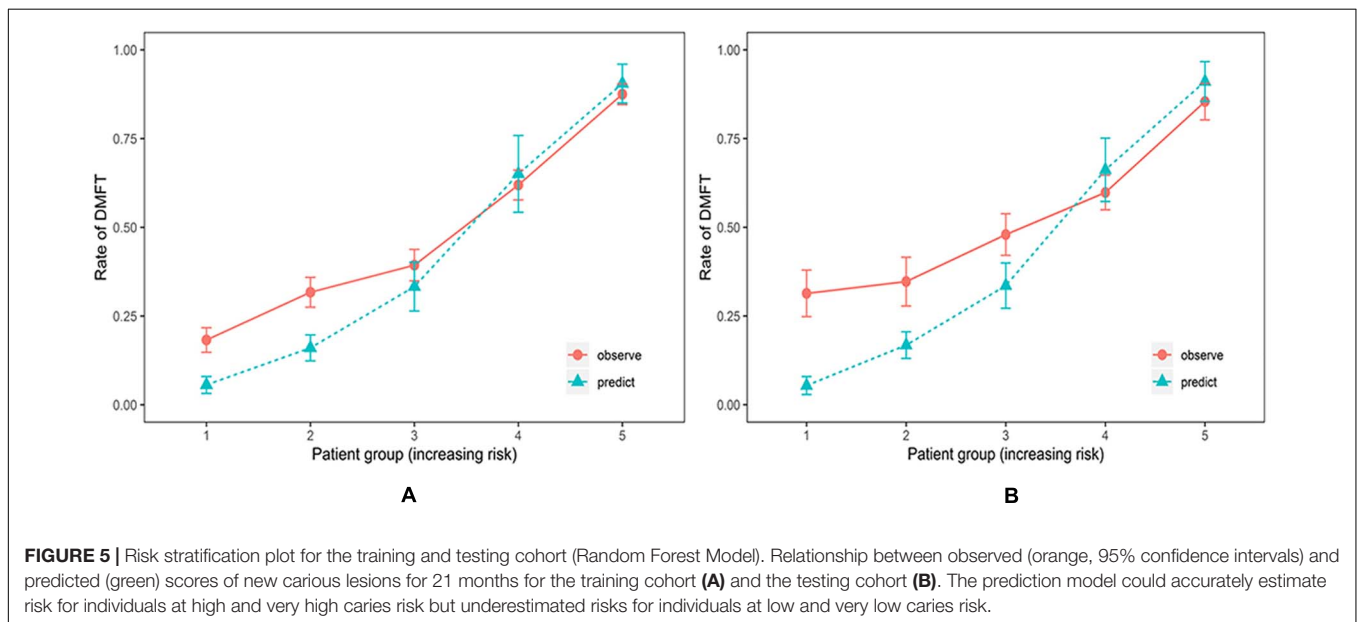 1.00
0.75
0.50
0.25
0.00
Rate of DMFT
1 2 3 4 5
Patient group (increasing risk)
observe
predict
A
1.00
0.75
0.50
0.25
0.00
Rate of DMFT
1 2 3 4 5
Patient group (increasing risk)
observe
predict
B
FIGURE 5 | Risk stratification plot for the training and testing cohort (Random Forest Model). Relationship between observed (orange, 95% confidence intervals) and
predicted (green) scores of new carious lesions for 21 months for the training cohort (A) and the testing cohort (B). The prediction model could accurately estimate
risk for individuals at high and very high caries risk but underestimated risks for individuals at low and very low caries risk.